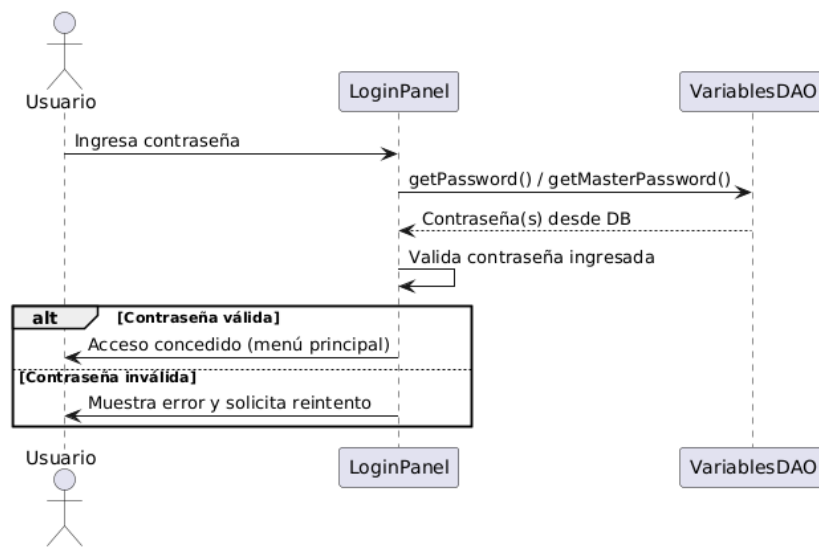 Usuario
LoginPanel
VariablesDAO
Ingresa contraseña
getPassword() / getMasterPassword()
Contraseña(s) desde DB
Valida contraseña ingresada
alt [Contraseña válida]
Acceso concedido (menú principal)
[Contraseña inválida]
Muestra error y solicita reintento
Usuario
LoginPanel
VariablesDAO